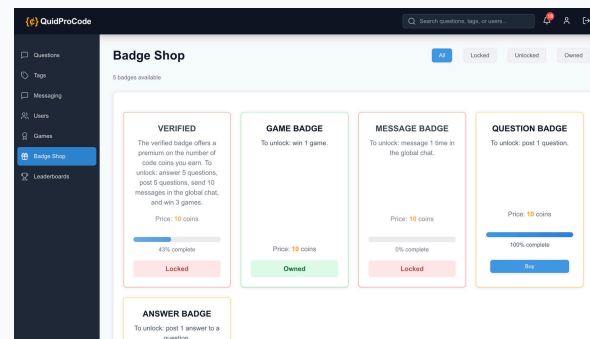 {¢} QuidProCode
Search questions, tags, or users...
10
Questions
Tags
Messaging
Users
Games
Badge Shop
Leaderboards
Badge Shop
All
Locked
Unlocked
Owned
5 badges available
VERIFIED
The verified badge offers a
premium on the number of
code coins you earn. To
unlock: answer 5 questions,
post 5 questions, send 10
messages in the global chat,
and win 3 games.
Price: 10 coins
43% complete
Locked
GAME BADGE
To unlock: win 1 game.
Price: 10 coins
Owned
MESSAGE BADGE
To unlock: message 1 time in
the global chat.
Price: 10 coins
0% complete
Locked
QUESTION BADGE
To unlock: post 1 question.
Price: 10 coins
100% complete
Buy
ANSWER BADGE
To unlock: post 1 answer to a
question.